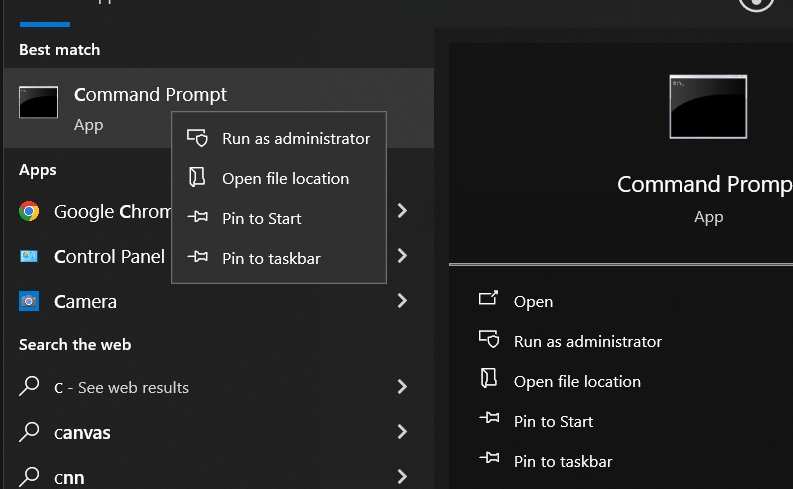 Best match
Command Prompt
App
Run as administrator
Open file location
Pin to Start
Pin to taskbar
Apps
Google Chrom
Control Panel
Camera
Search the web
c - See web results
canvas
cnn
Command Promp
App
Open
Run as administrator
Open file location
Pin to Start
Pin to taskbar